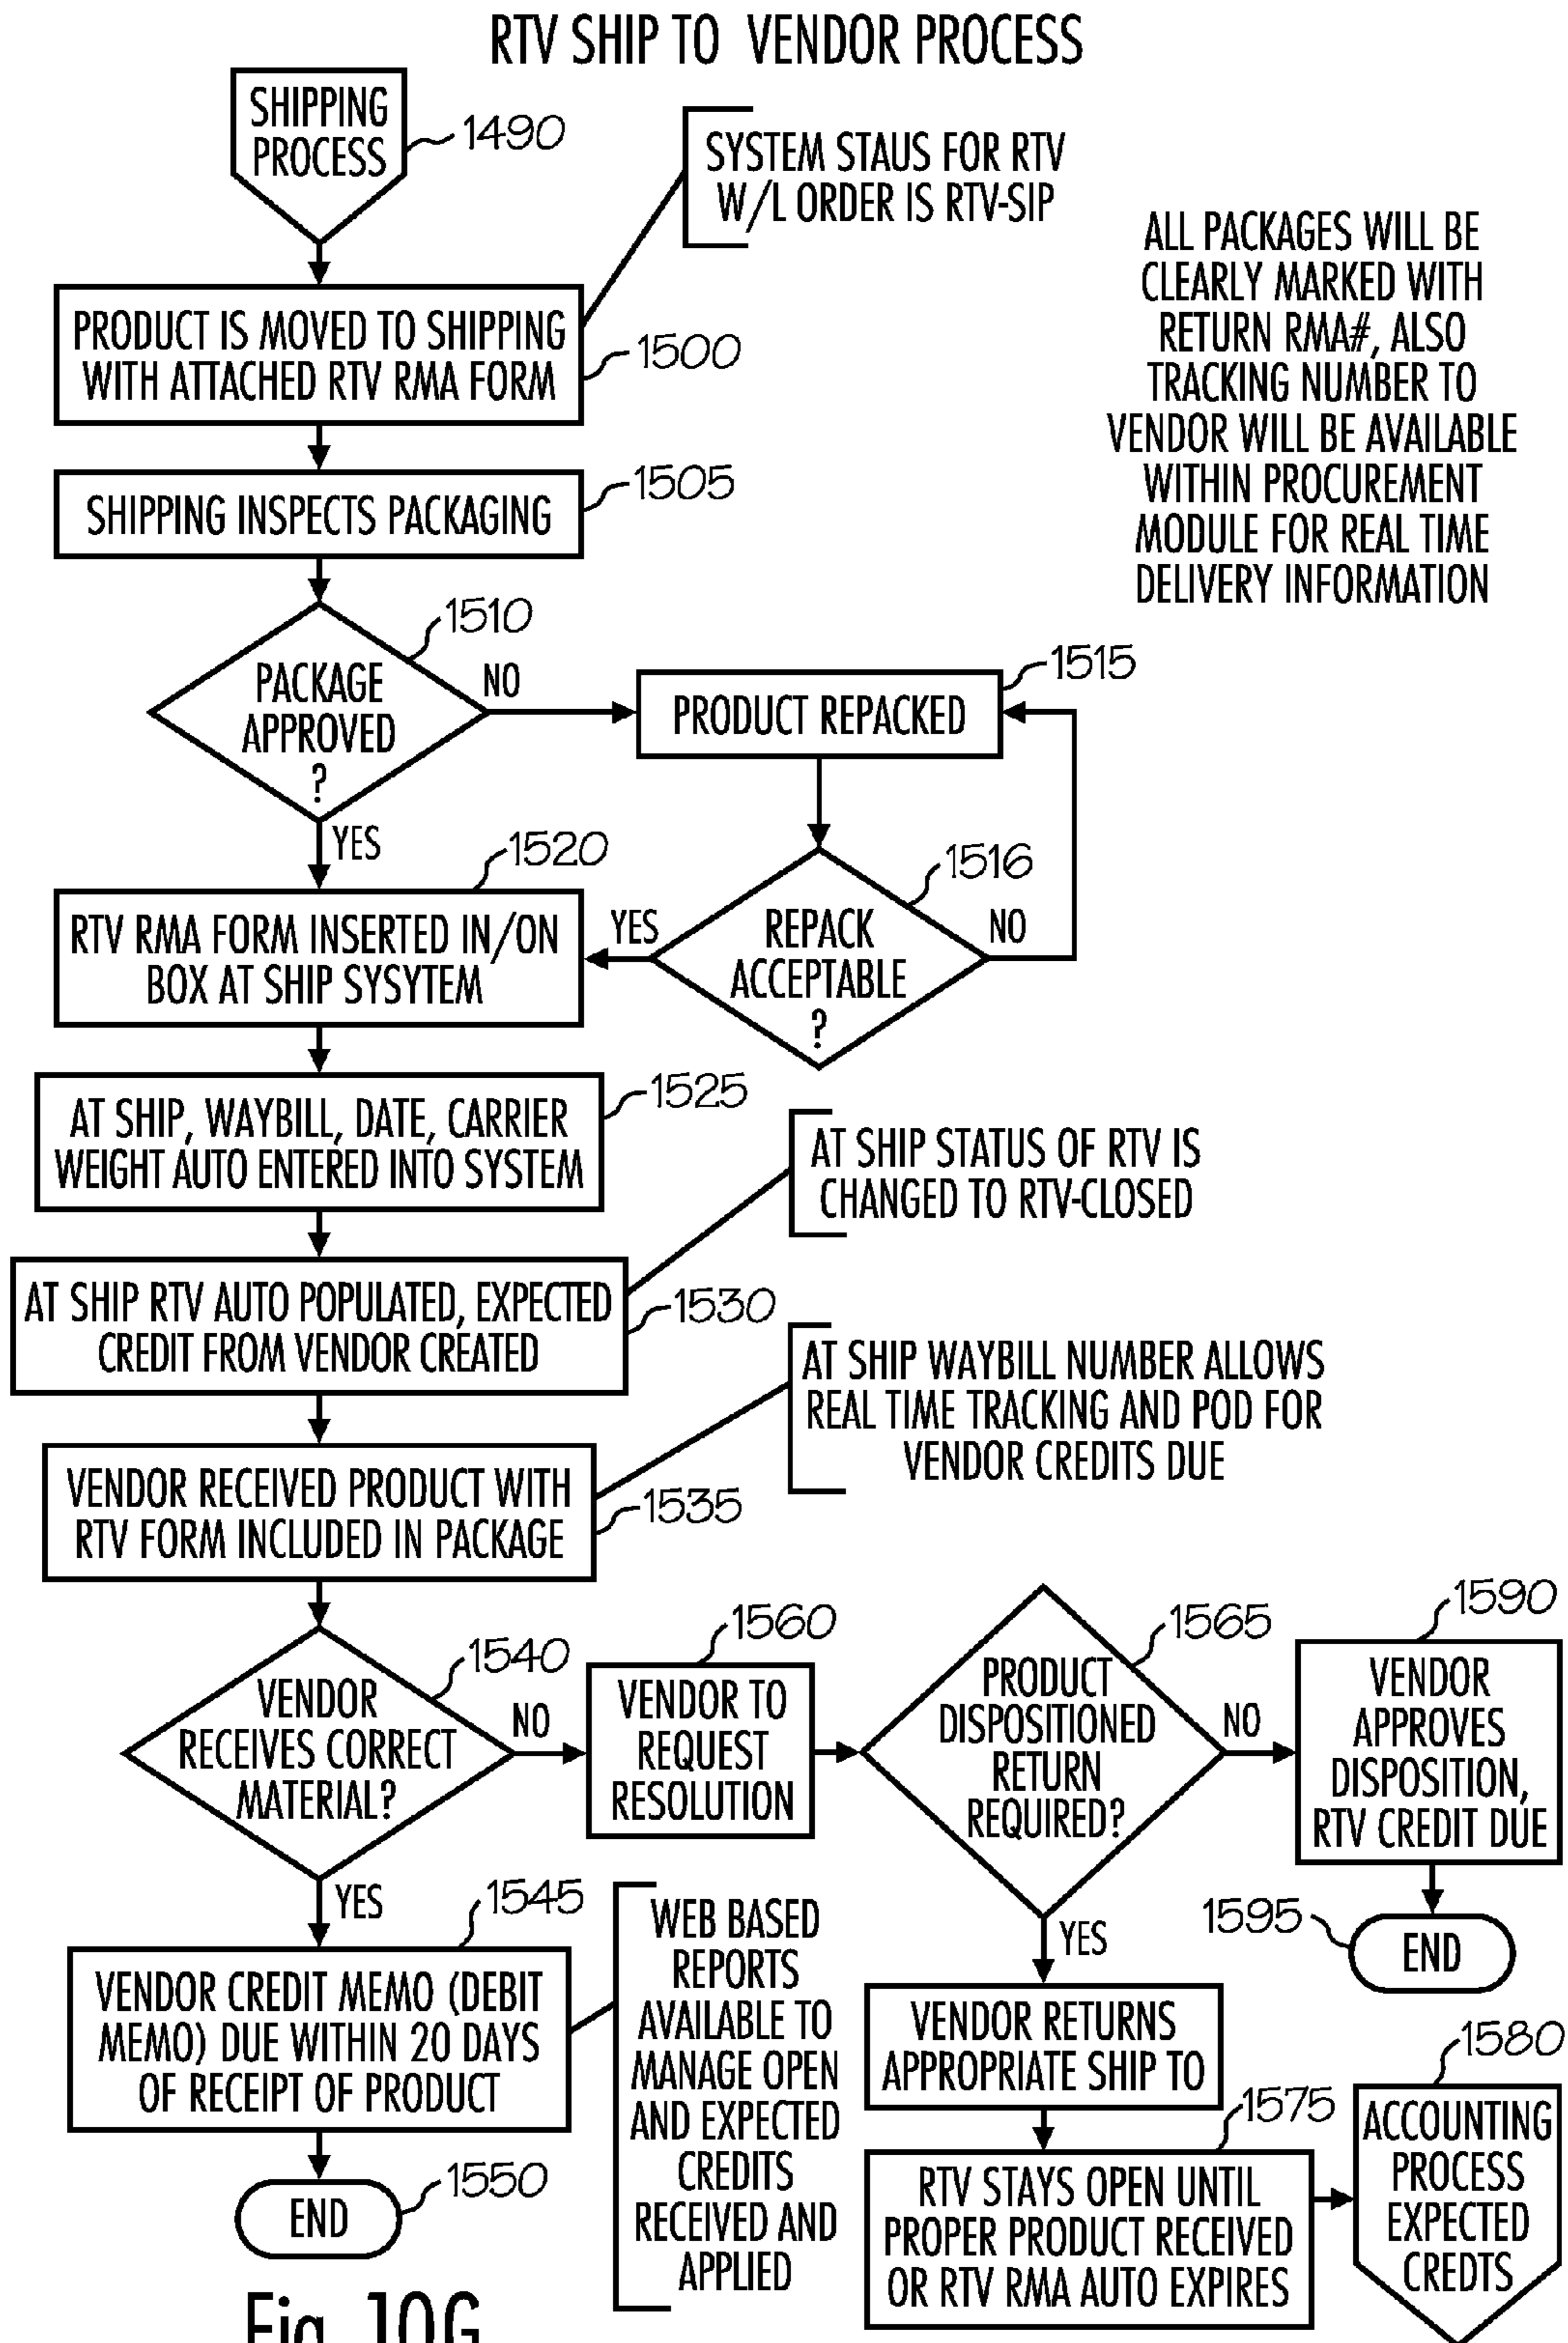 RTV SHIP TO VENDOR PROCESS
SHIPPING
PROCESS
1490
SYSTEM STAUS FOR RTV
W/L ORDER IS RTV-SIP
ALL PACKAGES WILL BE
CLEARLY MARKED WITH
RETURN RMA#, ALSO
TRACKING NUMBER TO
VENDOR WILL BE AVAILABLE
WITHIN PROCUREMENT
MODULE FOR REAL TIME
DELIVERY INFORMATION
PRODUCT IS MOVED TO SHIPPING
WITH ATTACHED RTV RMA FORM
1500
SHIPPING INSPECTS PACKAGING
1505
PACKAGE
APPROVED
?
1510
NO
YES
PRODUCT REPACKED
1515
REPACK
ACCEPTABLE
?
1516
YES
NO
RTV RMA FORM INSERTED IN/ON
BOX AT SHIP SYSYTEM
1520
AT SHIP, WAYBILL, DATE, CARRIER
WEIGHT AUTO ENTERED INTO SYSTEM
1525
AT SHIP STATUS OF RTV IS
CHANGED TO RTV-CLOSED
AT SHIP RTV AUTO POPULATED, EXPECTED
CREDIT FROM VENDOR CREATED
1530
AT SHIP WAYBILL NUMBER ALLOWS
REAL TIME TRACKING AND POD FOR
VENDOR CREDITS DUE
VENDOR RECEIVED PRODUCT WITH
RTV FORM INCLUDED IN PACKAGE
1535
VENDOR
RECEIVES CORRECT
MATERIAL?
1540
NO
YES
VENDOR TO
REQUEST
RESOLUTION
1560
PRODUCT
DISPOSITIONED
RETURN
REQUIRED?
1565
NO
YES
VENDOR
APPROVES
DISPOSITION,
RTV CREDIT DUE
1590
1595
END
VENDOR CREDIT MEMO (DEBIT
MEMO) DUE WITHIN 20 DAYS
OF RECEIPT OF PRODUCT
1545
WEB BASED
REPORTS
AVAILABLE TO
MANAGE OPEN
AND EXPECTED
CREDITS
RECEIVED AND
APPLIED
END
1550
VENDOR RETURNS
APPROPRIATE SHIP TO
RTV STAYS OPEN UNTIL
PROPER PRODUCT RECEIVED
OR RTV RMA AUTO EXPIRES
1575
ACCOUNTING
PROCESS
EXPECTED
CREDTS
1580
Fig. 10G